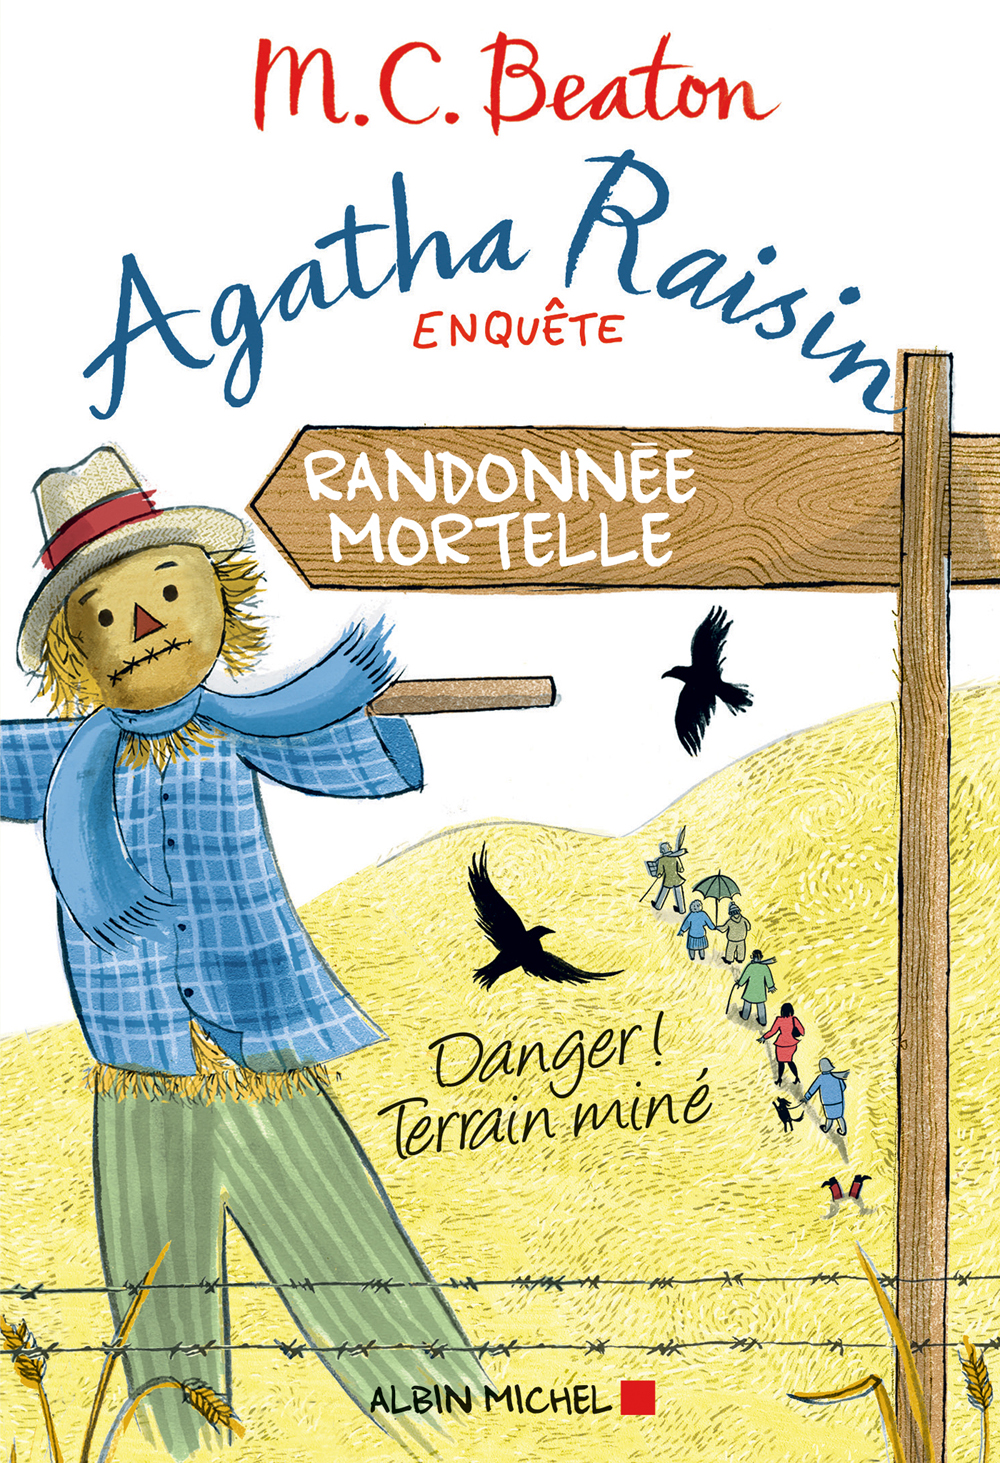 M.C. Beaton
Agatha Raisin
ENQUÊTE
RANDONNÉE
MORTELLE
Danger !
Terrain miné
ALBIN MICHEL